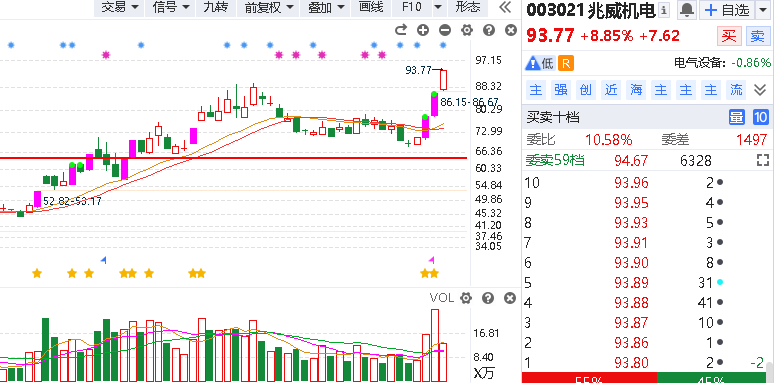 交易 信号 九转 前复权 叠加 画线 F10 形态
003021 兆威机电
自选
93.77 +8.85% +7.62
买 卖
低 R 电气设备: -0.86%
主 强 创 近 海 主 主 流
买卖十档 量 10
委比 10.58% 委差 1497
委卖59档 94.67 6328
10 93.96 2
9 93.95 4
8 93.93 5
7 93.91 3
6 93.90 8
5 93.89 31
4 93.88 41
3 93.87 10
2 93.86 1
1 93.80 2 -2
55% 45%
97.15
88.32
80.29
72.99
66.36
60.33
54.84
49.86
45.32
41.20
37.46
34.05
93.77
86.15-86.67
52.82-53.17
VOL
16.81
8.40
X万